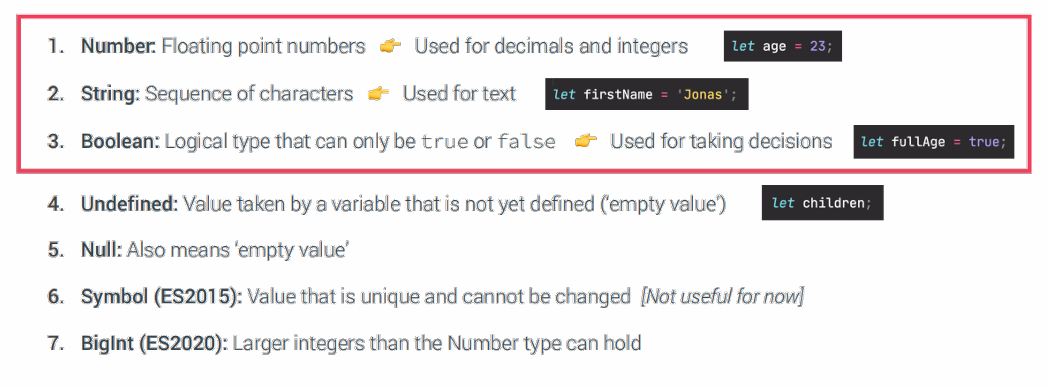 1. Number: Floating point numbers 👉 Used for decimals and integers let age = 23;
2. String: Sequence of characters 👉 Used for text let firstName = 'Jonas';
3. Boolean: Logical type that can only be true or false 👉 Used for taking decisions let fullAge = true;
4. Undefined: Value taken by a variable that is not yet defined ('empty value') let children;
5. Null: Also means 'empty value'
6. Symbol (ES2015): Value that is unique and cannot be changed [Not useful for now]
7. BigInt (ES2020): Larger integers than the Number type can hold